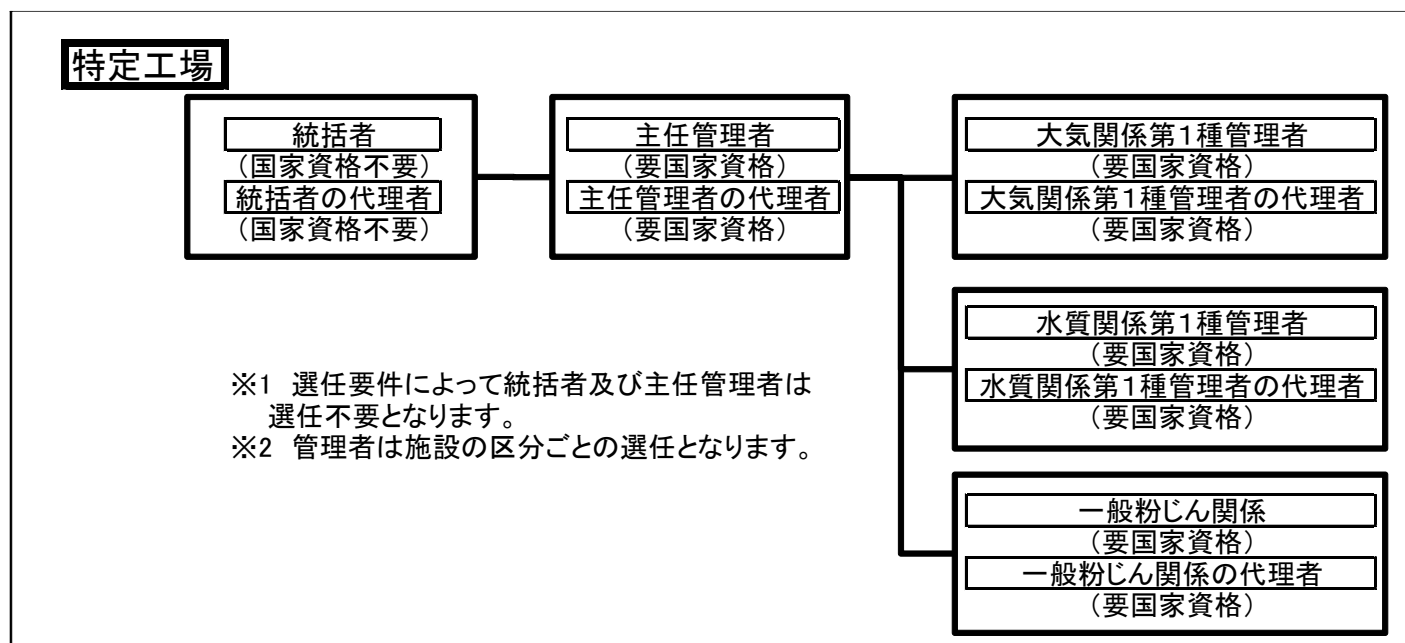 特定工場
統括者
(国家資格不要)
統括者の代理者
(国家資格不要)
主任管理者
(要国家資格)
主任管理者の代理者
(要国家資格)
大気関係第1種管理者
(要国家資格)
大気関係第1種管理者の代理者
(要国家資格)
水質関係第1種管理者
(要国家資格)
水質関係第1種管理者の代理者
(要国家資格)
一般粉じん関係
(要国家資格)
一般粉じん関係の代理者
(要国家資格)
※1 選任要件によって統括者及び主任管理者は
選任不要となります。
※2 管理者は施設の区分ごとの選任となります。